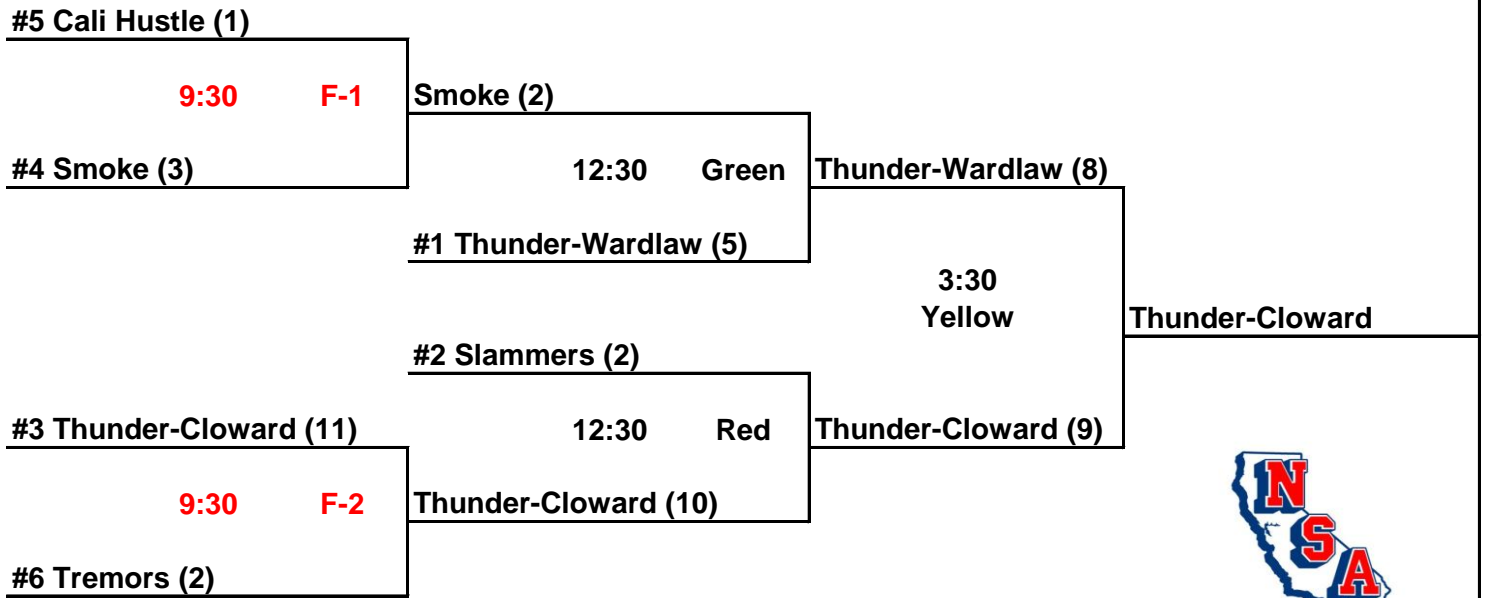 #5 Cali Hustle (1)
9:30 F-1
Smoke (2)
#4 Smoke (3)
12:30 Green
Thunder-Wardlaw (8)
#1 Thunder-Wardlaw (5)
3:30
Yellow
Thunder-Cloward
#2 Slammers (2)
#3 Thunder-Cloward (11)
12:30 Red
Thunder-Cloward (9)
9:30 F-2
Thunder-Cloward (10)
#6 Tremors (2)
NSA